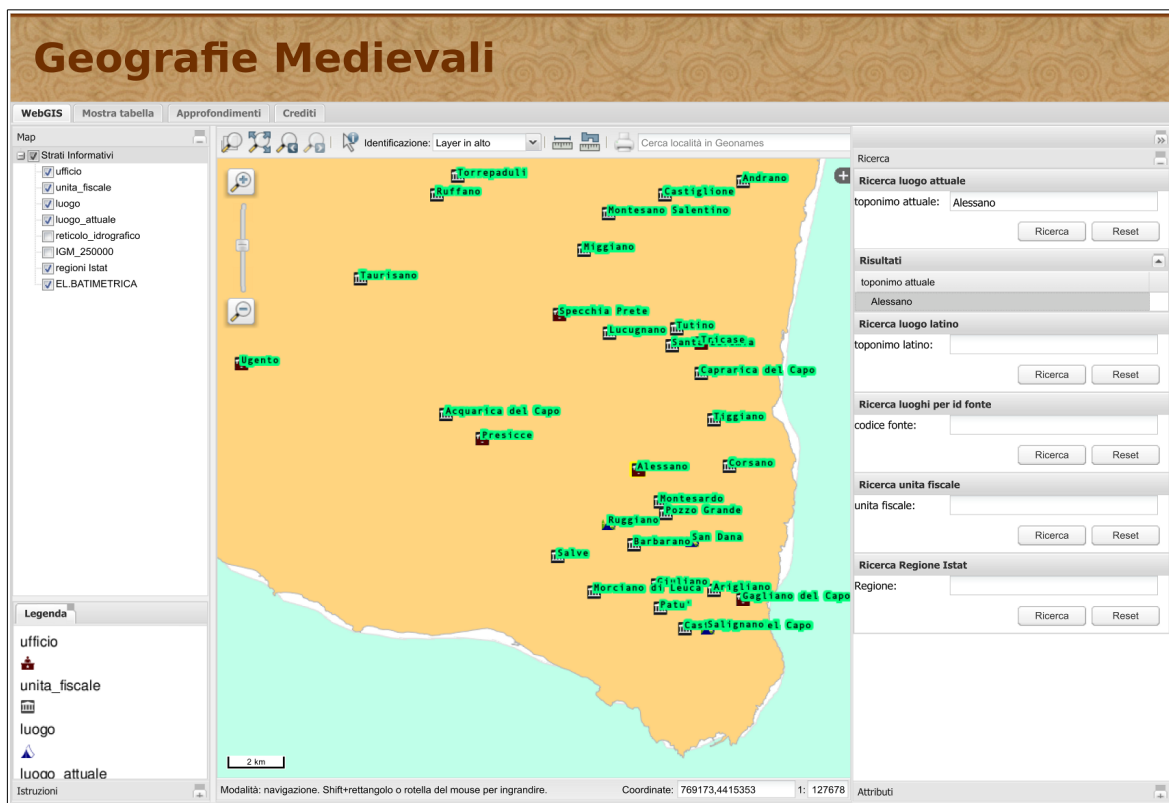 Geografie Medievali
WebGIS
Mostra tabella
Approfondimenti
Crediti
Map
Strati Informativi
ufficio
unita_fiscale
luogo
luogo_attuale
reticolo_idrografico
IGM_250000
regioni Istat
EL.BATIMETRICA
Legenda
ufficio
unita_fiscale
luogo
luogo attuale
Istruzioni
Identificazione: Layer in alto
Cerca località in Geonames
Torrepaduli
Ruffano
Andrano
Castiglione
Montesano Salentino
Miggiano
Taurisano
Specchia Prete
Lucugnano
Tutino
Tricase
Ugento
Caprarica del Capo
Acquarica del Capo
Tiggiano
Presicce
Alessano
Corsano
Montesardo
Pozzo Grande
Ruggiano
San Dana
Barbarano
Salve
Giuliano
Morciano di Leuca
Arigliano
Gagliano del Capo
Patu'
Salignano
el Capo
2 km
Modalità: navigazione. Shift+rettangolo o rotella del mouse per ingrandire.
Coordinate: 769173,4415353
1: 127678
Ricerca
Ricerca luogo attuale
toponimo attuale: Alessano
Ricerca Reset
Risultati
toponimo attuale
Alessano
Ricerca luogo latino
toponimo latino:
Ricerca Reset
Ricerca luoghi per id fonte
codice fonte:
Ricerca Reset
Ricerca unita fiscale
unita fiscale:
Ricerca Reset
Ricerca Regione Istat
Regione:
Ricerca Reset
Attributi